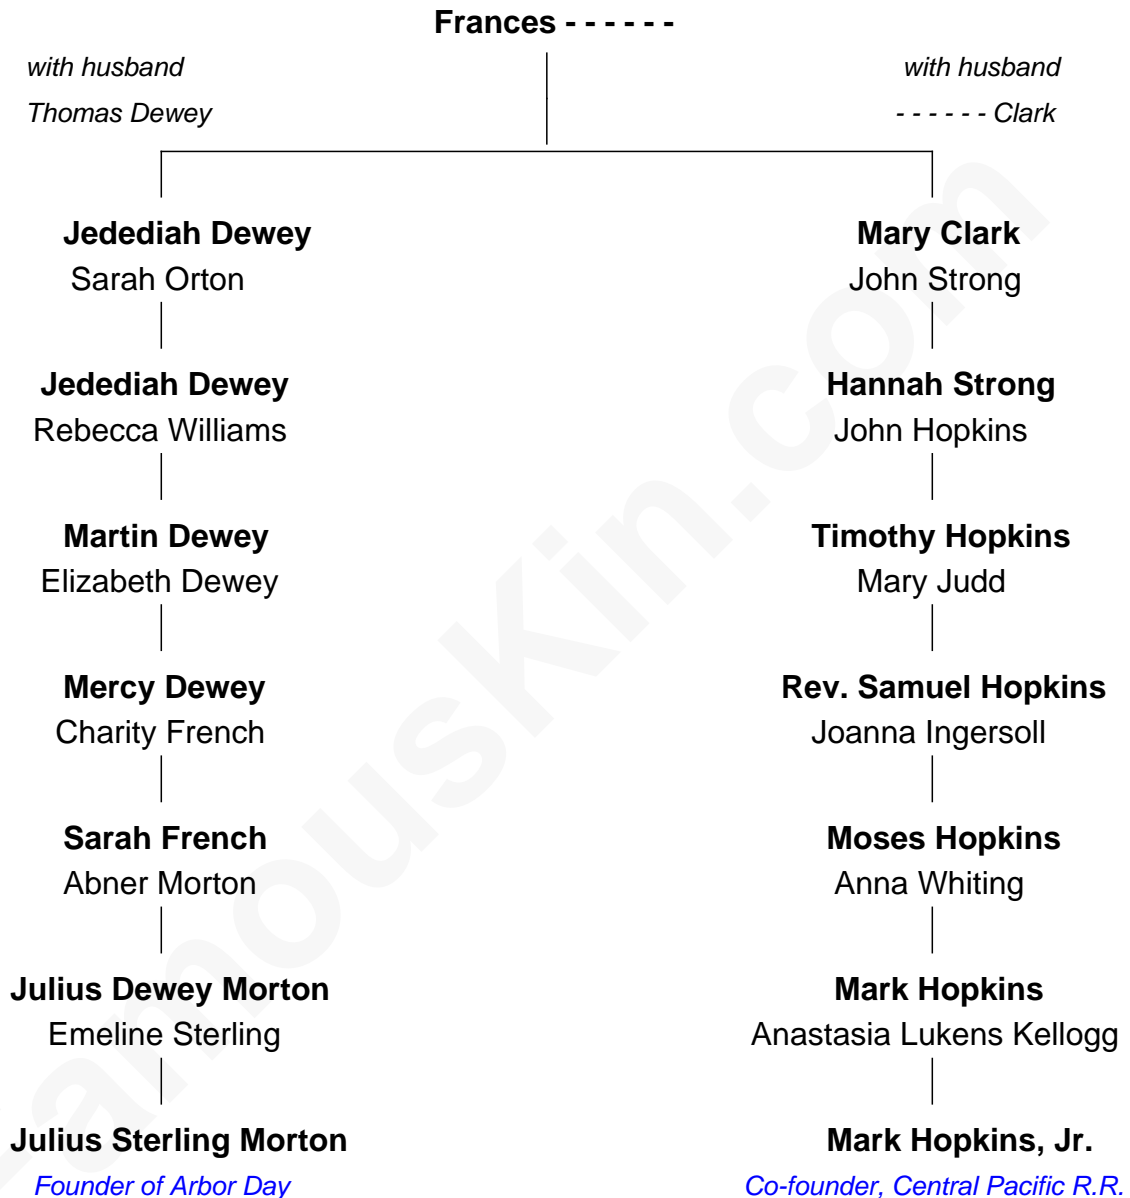 Frances - - - - - -
with husband
Thomas Dewey
with husband
- - - - - - Clark
Jedediah Dewey
Sarah Orton
Mary Clark
John Strong
Jedediah Dewey
Rebecca Williams
Hannah Strong
John Hopkins
Martin Dewey
Elizabeth Dewey
Timothy Hopkins
Mary Judd
Mercy Dewey
Charity French
Rev. Samuel Hopkins
Joanna Ingersoll
Sarah French
Abner Morton
Moses Hopkins
Anna Whiting
Julius Dewey Morton
Emeline Sterling
Mark Hopkins
Anastasia Lukens Kellogg
Julius Sterling Morton
Founder of Arbor Day
Mark Hopkins, Jr.
Co-founder, Central Pacific R.R.
FamousKin.com